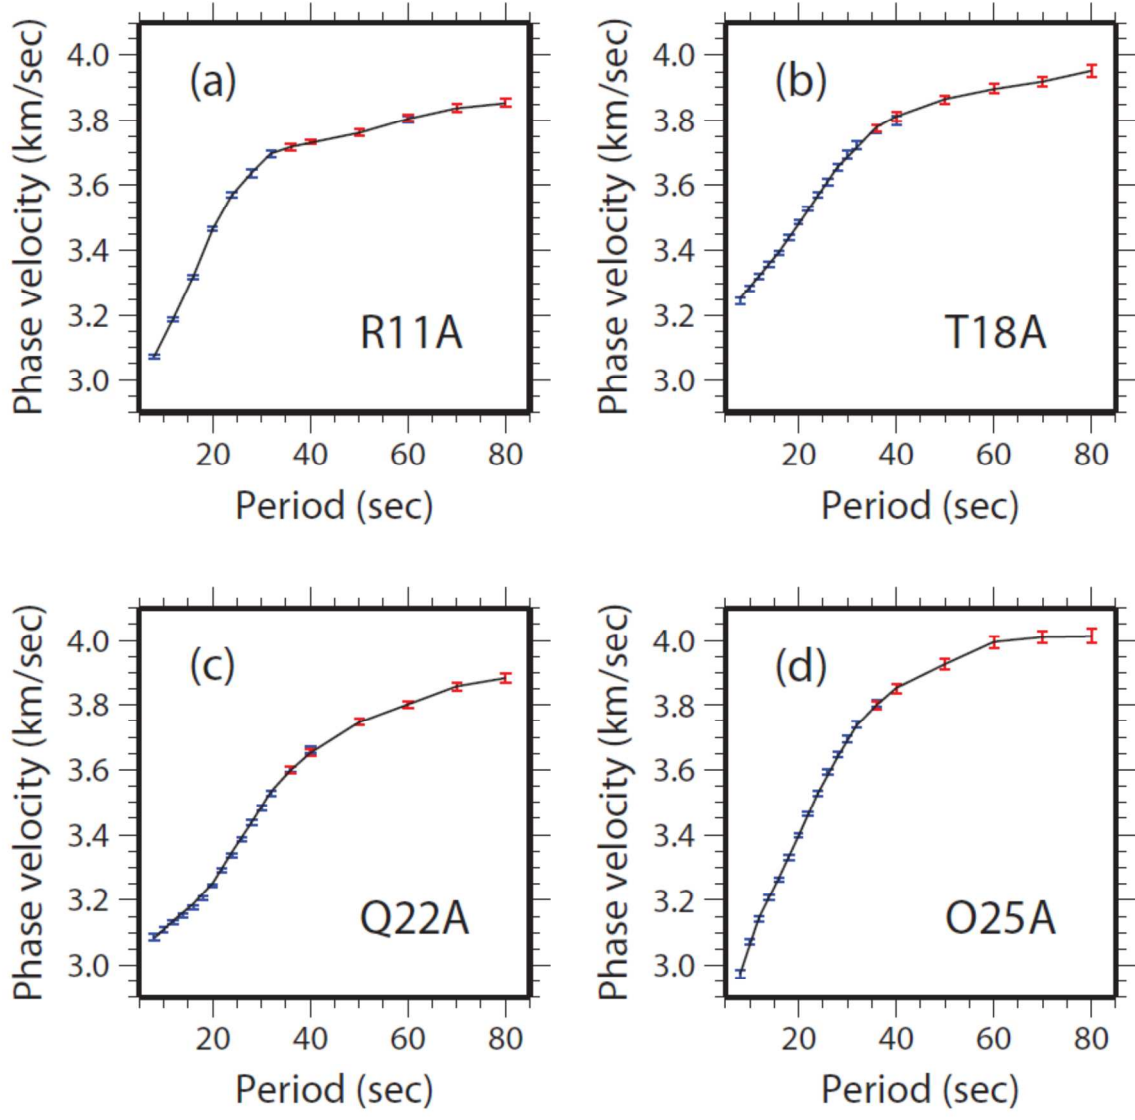 (a)
Phase velocity (km/sec)
4.0
3.8
3.6
3.4
3.2
3.0
R11A
20 40 60 80
Period (sec)
(b)
Phase velocity (km/sec)
4.0
3.8
3.6
3.4
3.2
3.0
T18A
20 40 60 80
Period (sec)
(c)
Phase velocity (km/sec)
4.0
3.8
3.6
3.4
3.2
3.0
Q22A
20 40 60 80
Period (sec)
(d)
Phase velocity (km/sec)
4.0
3.8
3.6
3.4
3.2
3.0
O25A
20 40 60 80
Period (sec)